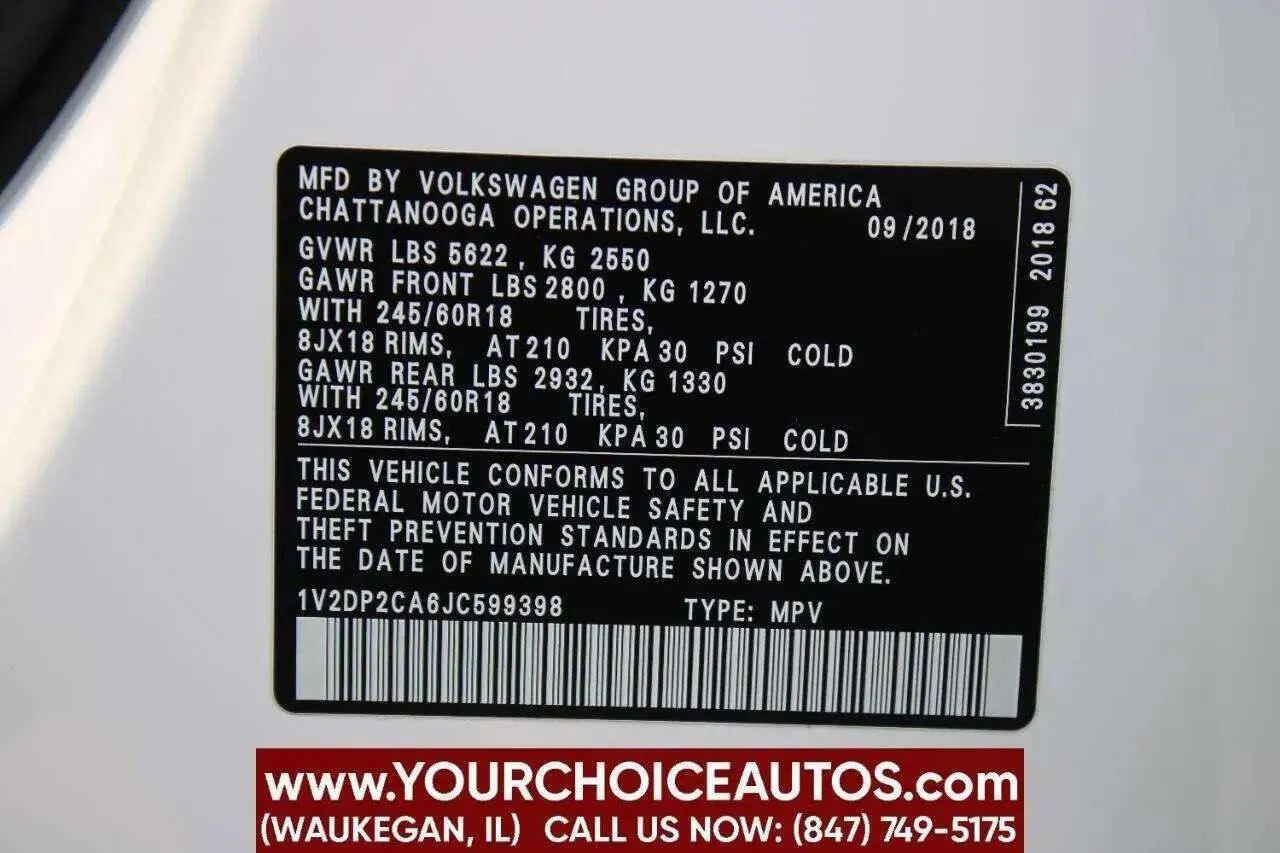 MFD BY VOLKSWAGEN GROUP OF AMERICA
CHATTANOOGA OPERATIONS, LLC. 09/2018
GVWR LBS 5622, KG 2550
GAWR FRONT LBS 2800, KG 1270
WITH 245/60R18 TIRES,
8JX18 RIMS, AT 210 KPA 30 PSI COLD
GAWR REAR LBS 2932, KG 1330
WITH 245/60R18 TIRES,
8JX18 RIMS, AT 210 KPA 30 PSI COLD
3830199 2018 62
THIS VEHICLE CONFORMS TO ALL APPLICABLE U.S.
FEDERAL MOTOR VEHICLE SAFETY AND
THEFT PREVENTION STANDARDS IN EFFECT ON
THE DATE OF MANUFACTURE SHOWN ABOVE.
1V2DP2CA6JC599398 TYPE: MPV
www.YOURCHOICEAUTOS.com
(WAUKEGAN, IL) CALL US NOW: (847) 749-5175